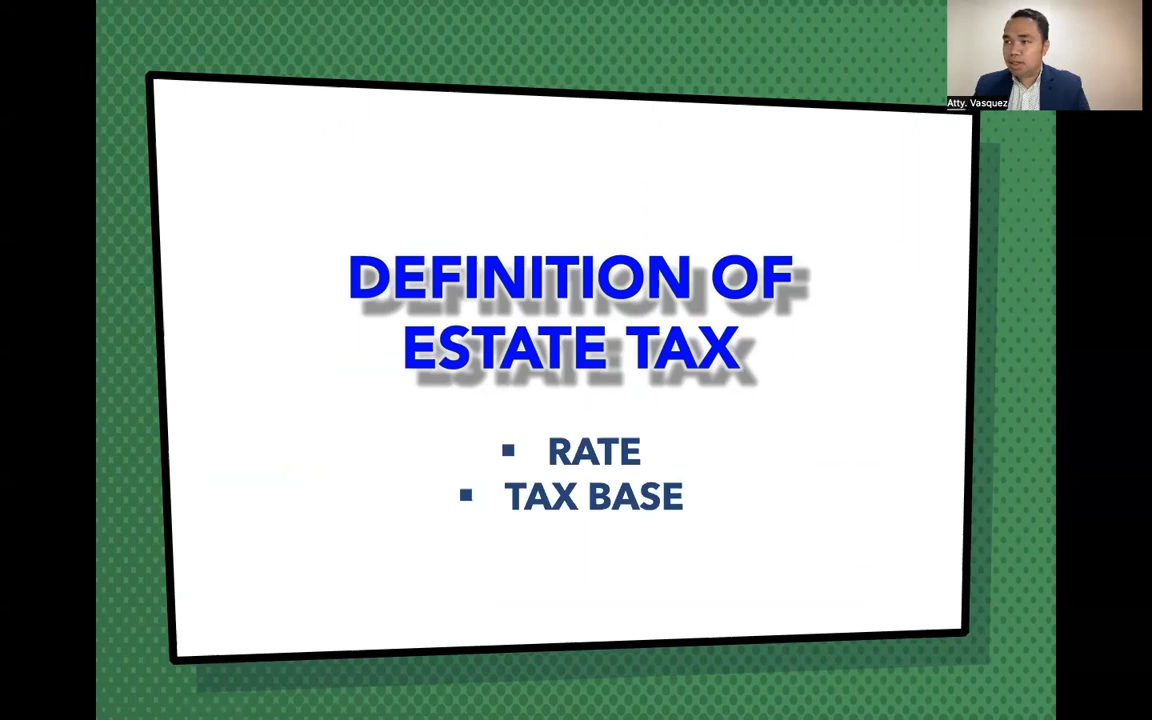 Atty. Vasquez
DEFINITION OF
ESTATE TAX
▪ RATE
▪ TAX BASE